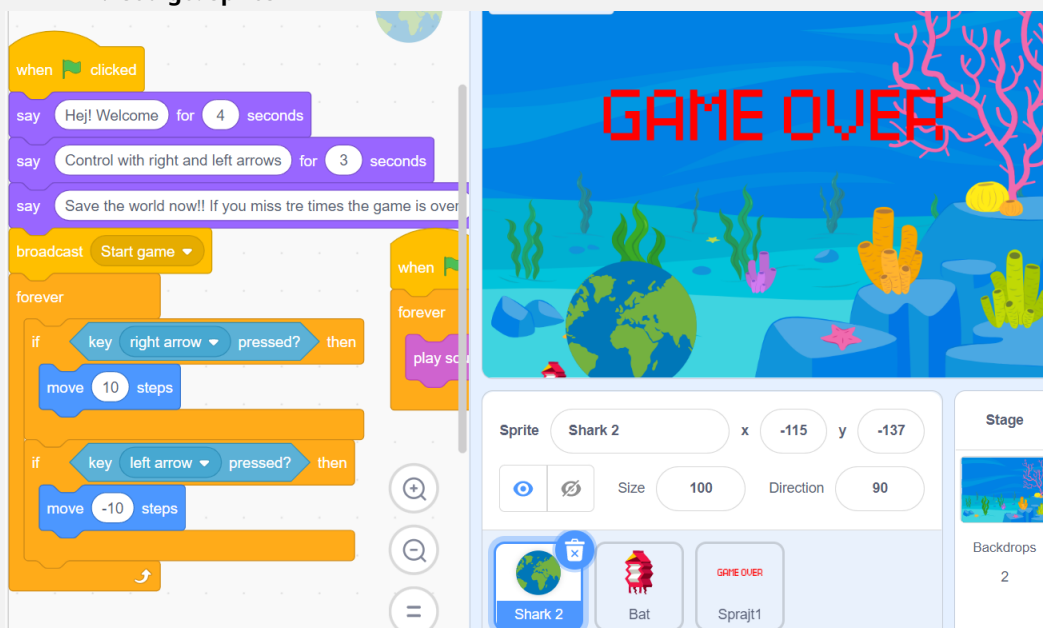 when clicked
say Hej! Welcome for 4 seconds
say Control with right and left arrows for 3 seconds
say Save the world now!! If you miss tre times the game is over
broadcast Start game
forever
if key right arrow pressed? then
move 10 steps
if key left arrow pressed? then
move -10 steps
when
forever
play
=
GAME OVER
Sprite Shark 2 x -115 y -137
Size 100 Direction 90
Shark 2
Bat
GAME OVER
Sprajt1
Stage
Backdrops
2